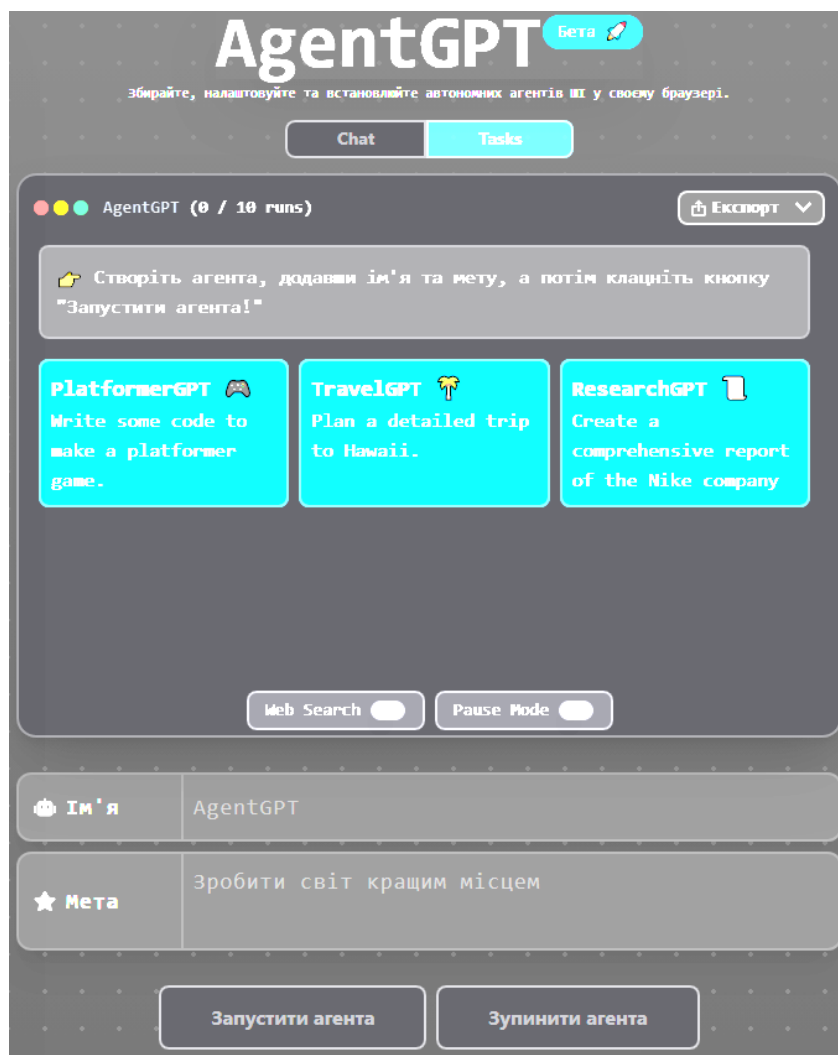 AgentGPT Бета 🚀
Збирайте, налаштовуйте та встановлюйте автономних агентів ШІ у своєму браузері.
Chat Tasks
AgentGPT (0 / 10 runs) Експорт
👉 Створіть агента, додавши ім'я та мету, а потім клацніть кнопку
"Запустити агента!"
PlatformerGPT 🎮
Write some code to
make a platformer
game.
TravelGPT 🌴
Plan a detailed trip
to Hawaii.
ResearchGPT 📜
Create a
comprehensive report
of the Nike company
Web Search Pause Mode
Ім'я AgentGPT
Мета Зробити світ кращим місцем
Запустити агента Зупинити агента